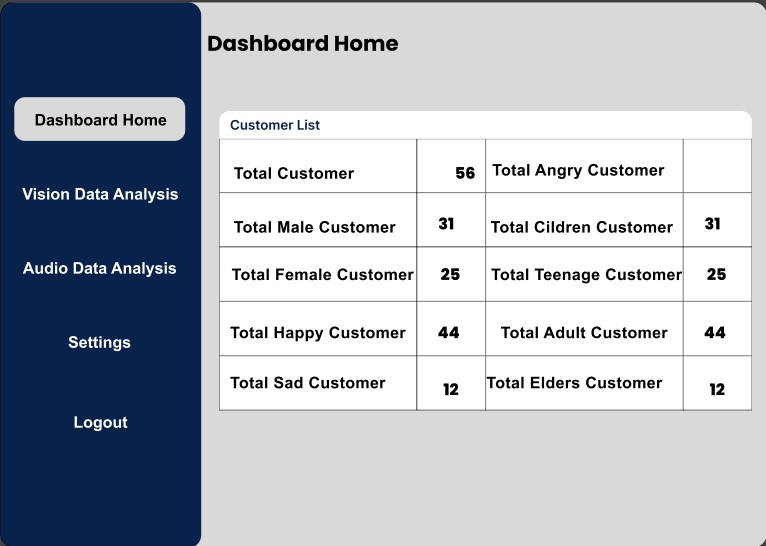 Dashboard Home
Dashboard Home
Vision Data Analysis
Audio Data Analysis
Settings
Logout
Customer List
Total Customer 56 Total Angry Customer
Total Male Customer 31 Total Cildren Customer 31
Total Female Customer 25 Total Teenage Customer 25
Total Happy Customer 44 Total Adult Customer 44
Total Sad Customer 12 Total Elders Customer 12